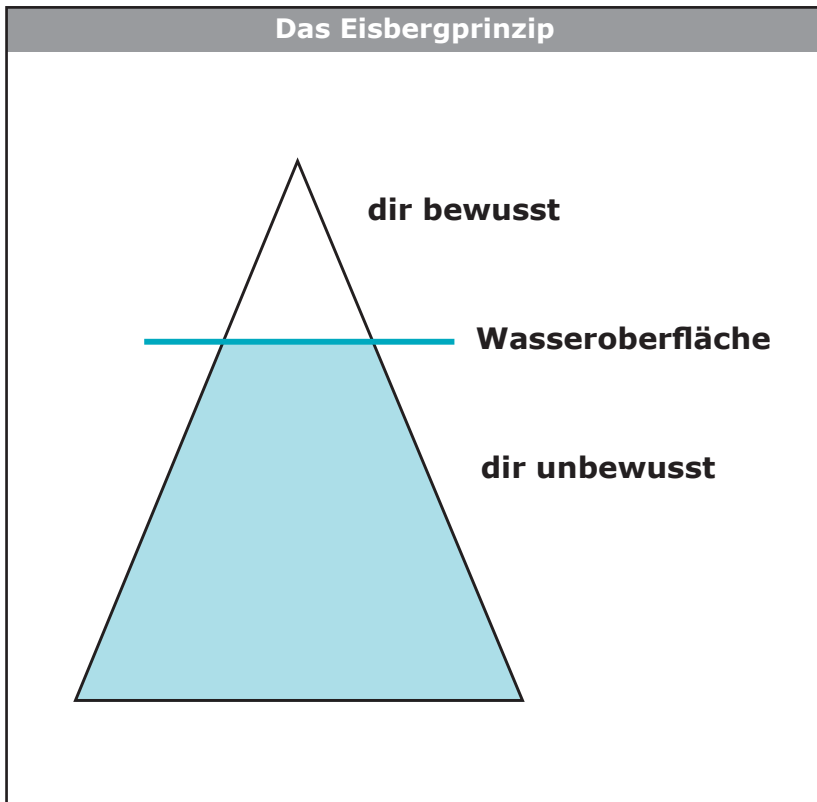 Das Eisbergprinzip
dir bewusst
Wasseroberfläche
dir unbewusst